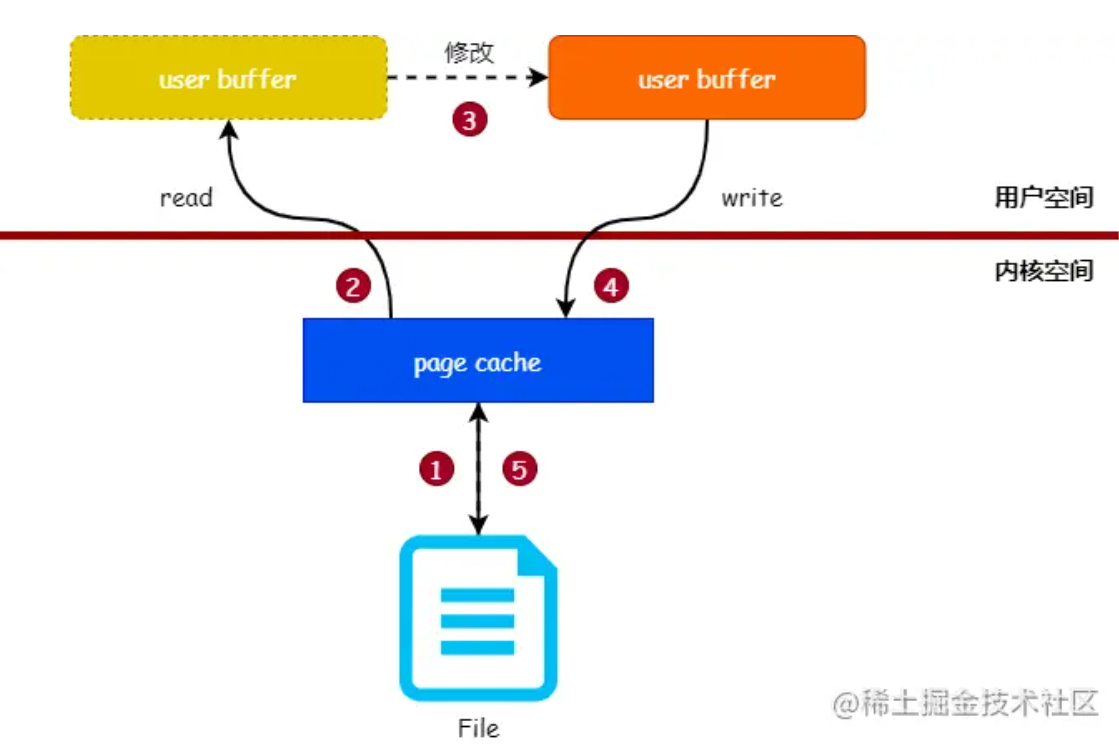 user buffer
修改
user buffer
3
read
write
用户空间
内核空间
2
4
page cache
1
5
File
@稀土掘金技术社区